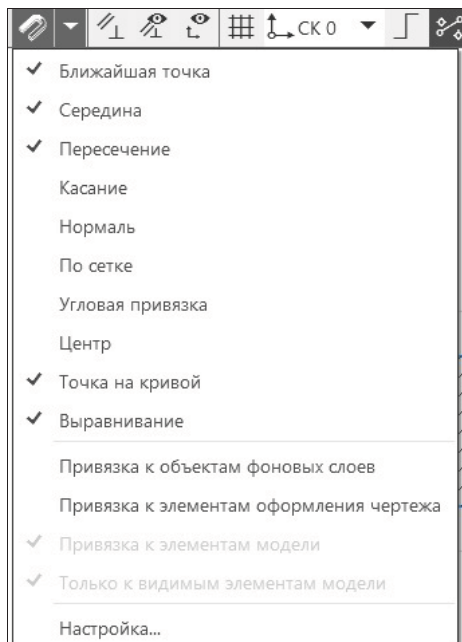 СК 0
Ближайшая точка
Середина
Пересечение
Касание
Нормаль
По сетке
Угловая привязка
Центр
Точка на кривой
Выравнивание
Привязка к объектам фоновых слоев
Привязка к элементам оформления чертежа
Привязка к элементам модели
Только к видимым элементам модели
Настройка...